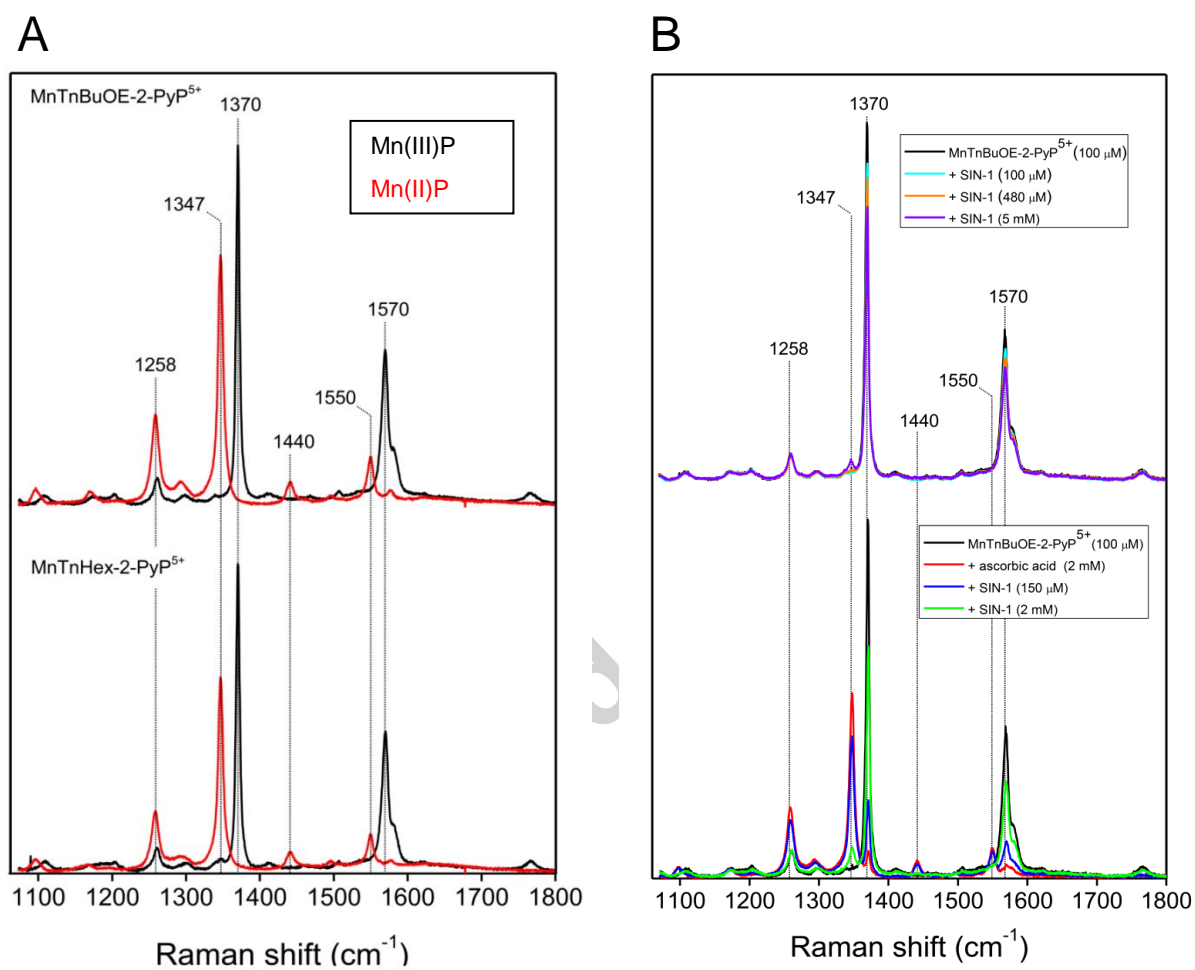 A
MnTnBuOE-2-PyP5+
1370
Mn(III)P
Mn(II)P
1347
1570
1258
1550
1440
MnTnHex-2-PyP5+
1100 1200 1300 1400 1500 1600 1700 1800
Raman shift (cm-1)
B
1370
MnTnBuOE-2-PyP5+ (100 μM)
+ SIN-1 (100 μM)
+ SIN-1 (480 μM)
+ SIN-1 (5 mM)
1347
1570
1258
1550
1440
MnTnBuOE-2-PyP5+ (100 μM)
+ ascorbic acid (2 mM)
+ SIN-1 (150 μM)
+ SIN-1 (2 mM)
1100 1200 1300 1400 1500 1600 1700 1800
Raman shift (cm-1)